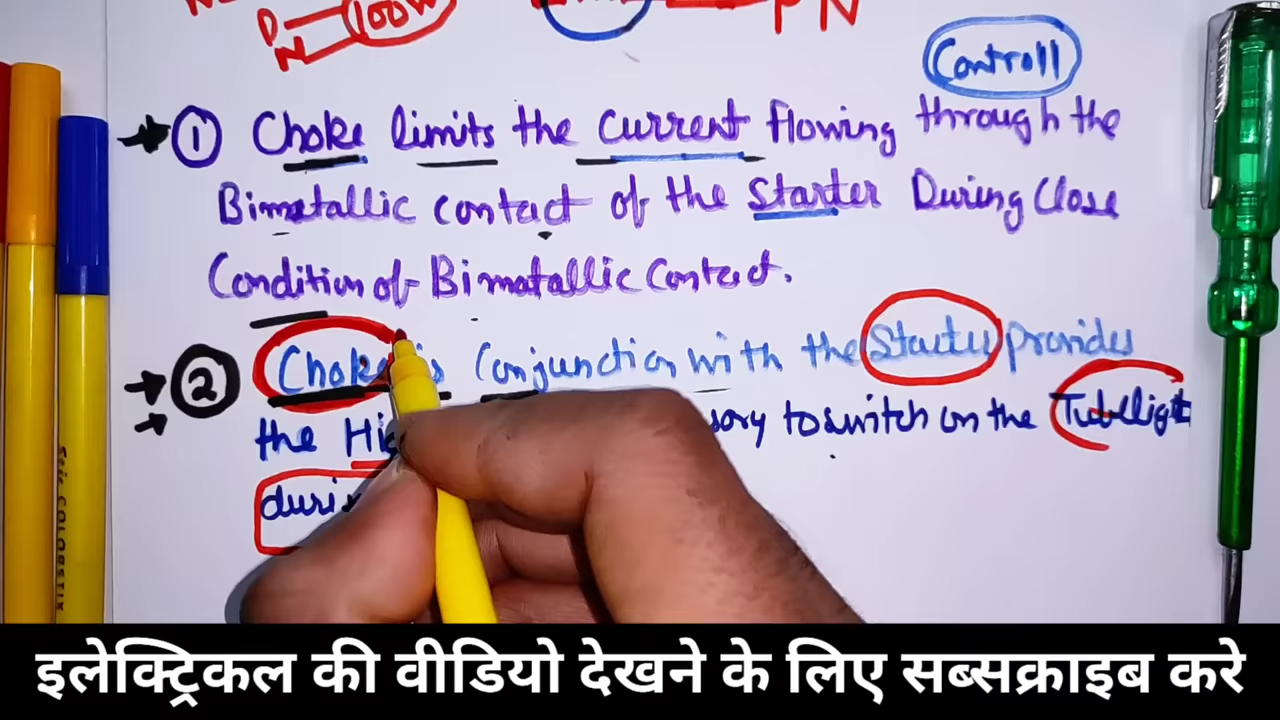 P
N 100W
P N
Controll
→ ① Choke limits the current flowing through the
Bimetallic contact of the Starter During Close
Condition of Bimatallic Contact.
→ ② Choke is Conjunction with the Starter provides
→ the to switch on the Tubelight
इलेक्ट्रिकल की वीडियो देखने के लिए सब्सक्राइब करे